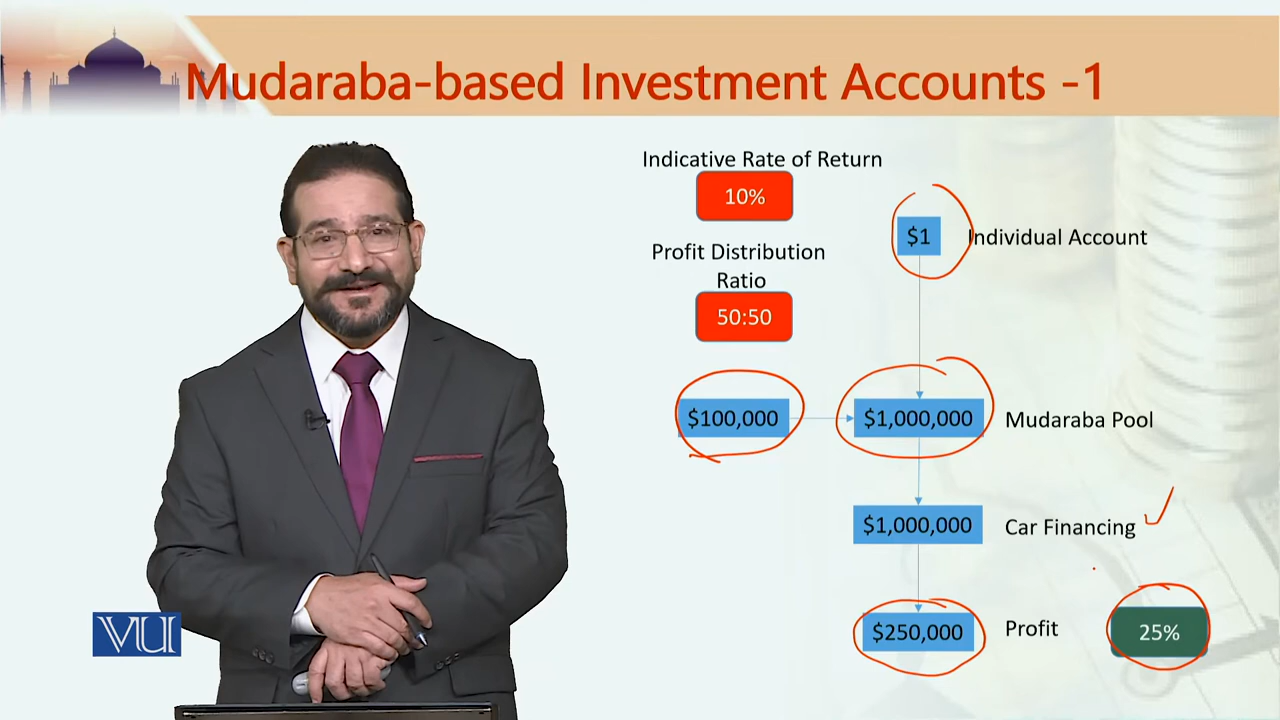 Mudaraba-based Investment Accounts -1
Indicative Rate of Return
10%
$1 Individual Account
Profit Distribution
Ratio
50:50
$100,000 $1,000,000 Mudaraba Pool
$1,000,000 Car Financing
$250,000 Profit 25%
VU